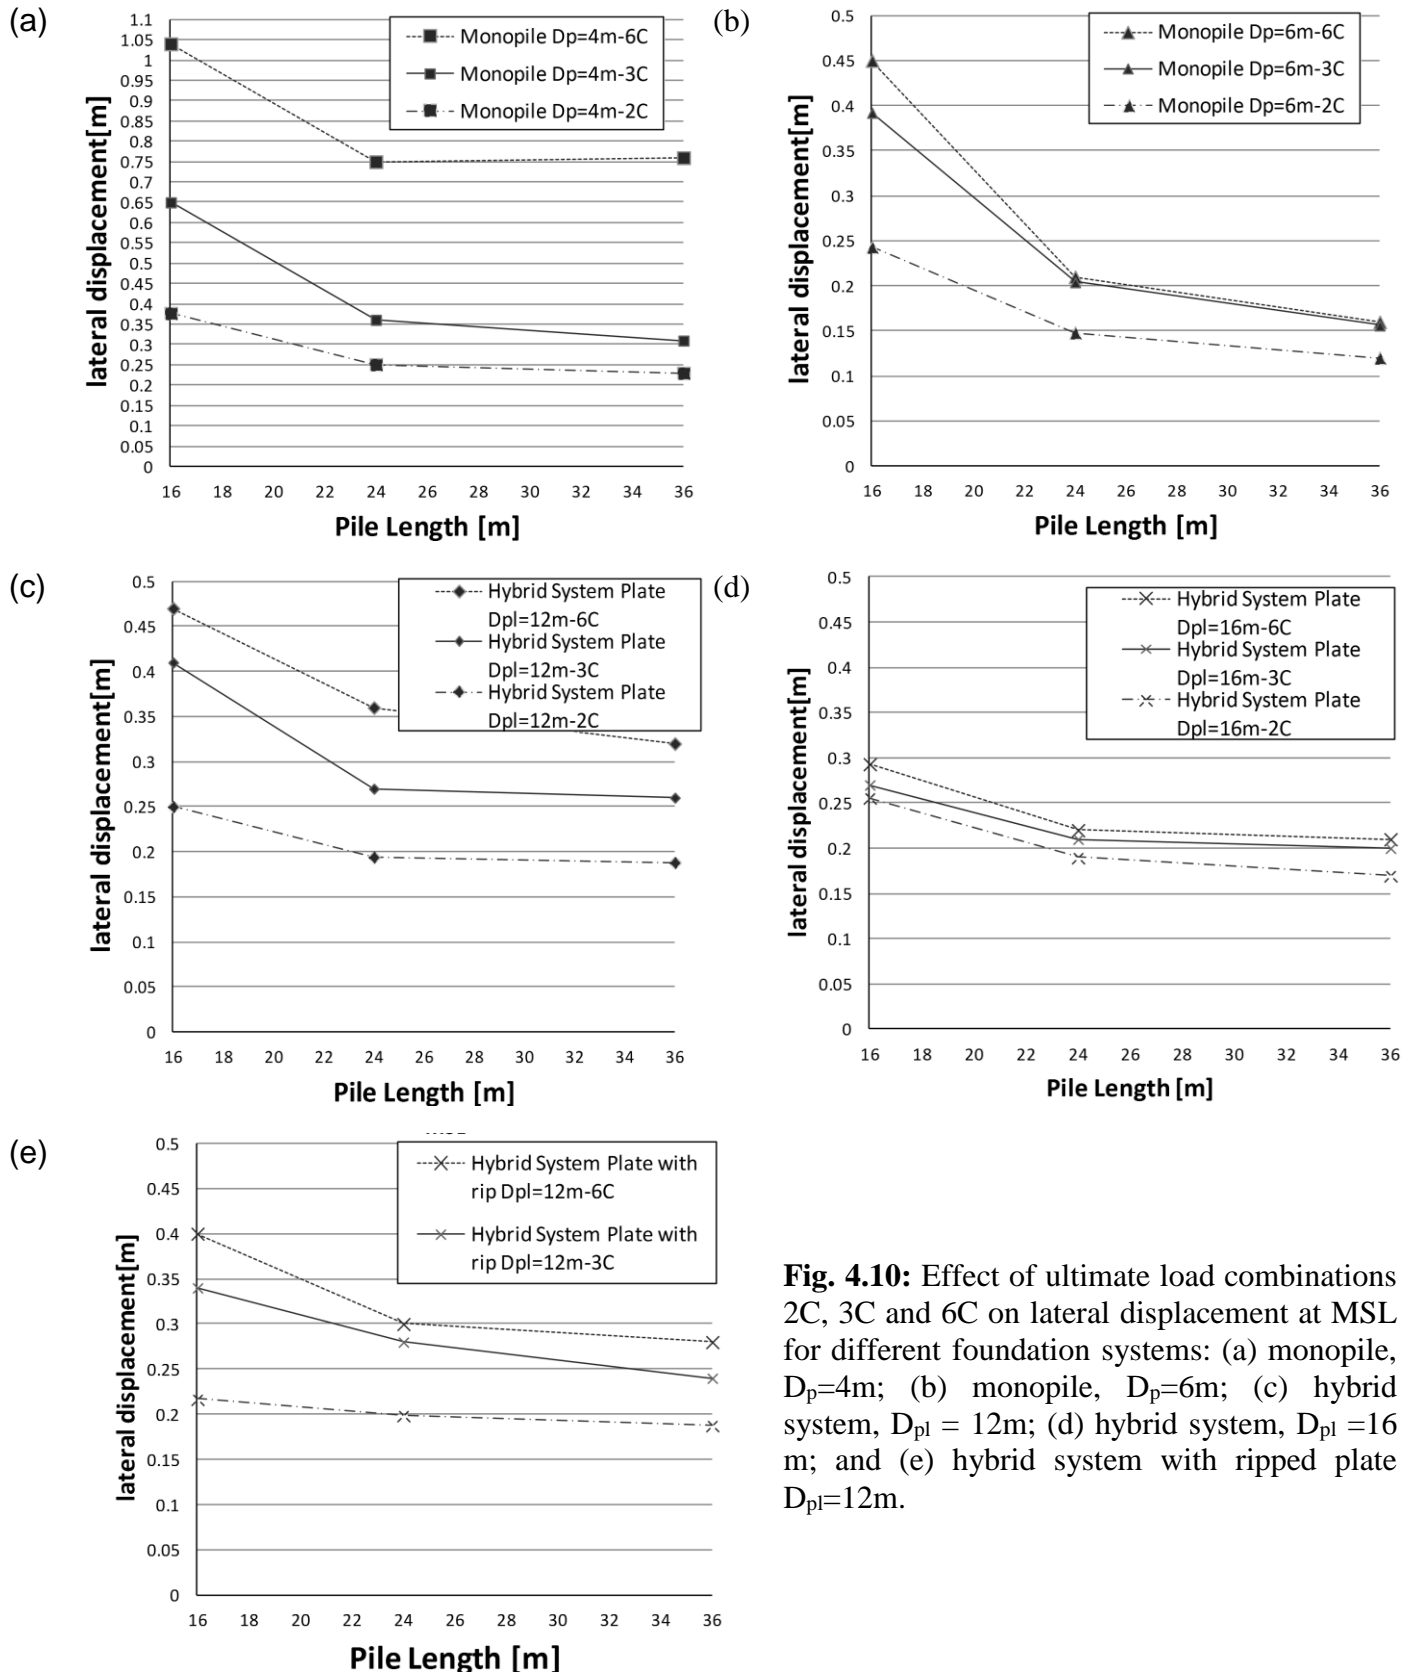 (a)
1.1
1.05
1
0.95
0.9
0.85
0.8
0.75
0.7
0.65
0.6
0.55
0.5
0.45
0.4
0.35
0.3
0.25
0.2
0.15
0.1
0.05
0
lateral displacement[m]
Monopile Dp=4m-6C
Monopile Dp=4m-3C
Monopile Dp=4m-2C
16 18 20 22 24 26 28 30 32 34 36
Pile Length [m]
(b)
0.5
0.45
0.4
0.35
0.3
0.25
0.2
0.15
0.1
0.05
0
lateral displacement[m]
Monopile Dp=6m-6C
Monopile Dp=6m-3C
Monopile Dp=6m-2C
16 18 20 22 24 26 28 30 32 34 36
Pile Length [m]
(c)
0.5
0.45
0.4
0.35
0.3
0.25
0.2
0.15
0.1
0.05
0
lateral displacement[m]
Hybrid System Plate
Dpl=12m-6C
Hybrid System Plate
Dpl=12m-3C
Hybrid System Plate
Dpl=12m-2C
16 18 20 22 24 26 28 30 32 34 36
Pile Length [m]
(d)
0.5
0.45
0.4
0.35
0.3
0.25
0.2
0.15
0.1
0.05
0
lateral displacement[m]
Hybrid System Plate
Dpl=16m-6C
Hybrid System Plate
Dpl=16m-3C
Hybrid System Plate
Dpl=16m-2C
16 18 20 22 24 26 28 30 32 34 36
Pile Length [m]
(e)
0.5
0.45
0.4
0.35
0.3
0.25
0.2
0.15
0.1
0.05
0
lateral displacement[m]
Hybrid System Plate with
rip Dpl=12m-6C
Hybrid System Plate with
rip Dpl=12m-3C
16 18 20 22 24 26 28 30 32 34 36
Pile Length [m]
Fig. 4.10: Effect of ultimate load combinations
2C, 3C and 6C on lateral displacement at MSL
for different foundation systems: (a) monopile,
Dp=4m; (b) monopile, Dp=6m; (c) hybrid
system, Dpl = 12m; (d) hybrid system, Dpl =16
m; and (e) hybrid system with ripped plate
Dpl=12m.